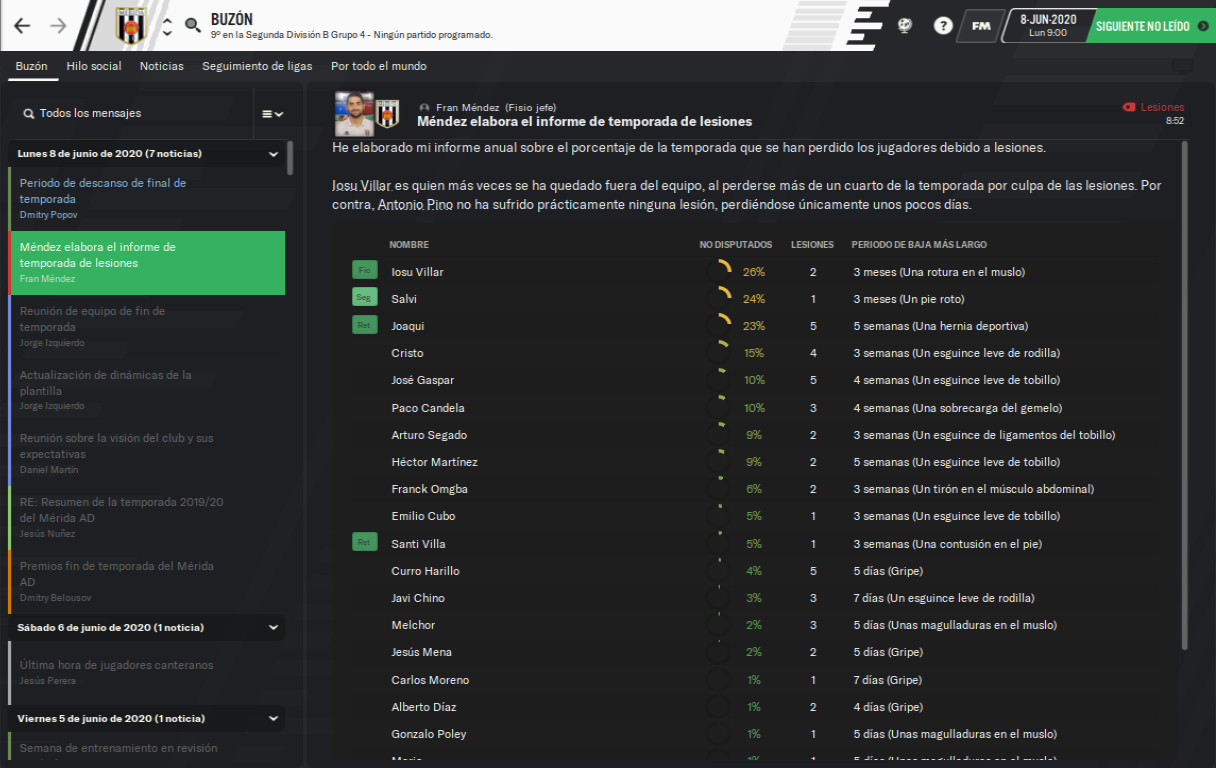 BUZÓN
9º en la Segunda División B Grupo 4 - Ningún partido programado.
?
FM
8-JUN-2020
Lun 9:00
SIGUIENTE NO LEÍDO
Buzón Hilo social Noticias Seguimiento de ligas Por todo el mundo
Todos los mensajes
Lunes 8 de junio de 2020 (7 noticias)
Periodo de descanso de final de
temporada
Dmitry Popov
Méndez elabora el informe de
temporada de lesiones
Fran Méndez
Reunión de equipo de fin de
temporada
Jorge Izquierdo
Actualización de dinámicas de la
plantilla
Jorge Izquierdo
Reunión sobre la visión del club y sus
expectativas
Daniel Martín
RE: Resumen de la temporada 2019/20
del Mérida AD
Jesús Nuñez
Premios fin de temporada del Mérida
AD
Dmitry Belousov
Sábado 6 de junio de 2020 (1 noticia)
Última hora de jugadores canteranos
Jesús Perera
Viernes 5 de junio de 2020 (1 noticia)
Semana de entrenamiento en revisión
Fran Méndez (Fisio jefe)
Méndez elabora el informe de temporada de lesiones
Lesiones
8:52
He elaborado mi informe anual sobre el porcentaje de la temporada que se han perdido los jugadores debido a lesiones.
Iosu Villar es quien más veces se ha quedado fuera del equipo, al perderse más de un cuarto de la temporada por culpa de las lesiones. Por
contra, Antonio Pino no ha sufrido prácticamente ninguna lesión, perdiéndose únicamente unos pocos días.
NOMBRE NO DISPUTADOS LESIONES PERIODO DE BAJA MÁS LARGO
Fic Iosu Villar 26% 2 3 meses (Una rotura en el muslo)
Seg Salvi 24% 1 3 meses (Un pie roto)
Ret Joaqui 23% 5 5 semanas (Una hernia deportiva)
Cristo 15% 4 3 semanas (Un esguince leve de rodilla)
José Gaspar 10% 5 4 semanas (Un esguince leve de tobillo)
Paco Candela 10% 3 4 semanas (Una sobrecarga del gemelo)
Arturo Segado 9% 2 3 semanas (Un esguince de ligamentos del tobillo)
Héctor Martínez 9% 2 5 semanas (Un esguince leve de tobillo)
Franck Omgba 6% 2 3 semanas (Un tirón en el músculo abdominal)
Emilio Cubo 5% 1 3 semanas (Un esguince leve de tobillo)
Ret Santi Villa 5% 1 3 semanas (Una contusión en el pie)
Curro Harillo 4% 5 5 días (Gripe)
Javi Chino 3% 3 7 días (Un esguince leve de rodilla)
Melchor 2% 3 5 días (Unas magulladuras en el muslo)
Jesús Mena 2% 2 5 días (Gripe)
Carlos Moreno 1% 1 7 días (Gripe)
Alberto Díaz 1% 2 4 días (Gripe)
Gonzalo Poley 1% 1 5 días (Unas magulladuras en el muslo)